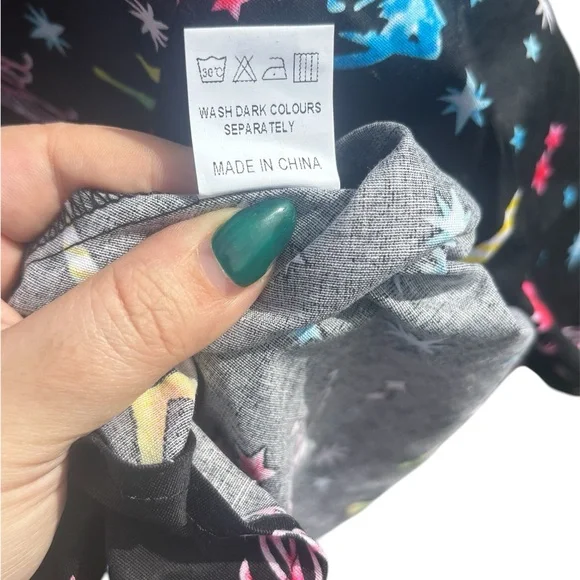 30°C
WASH DARK COLOURS
SEPARATELY
MADE IN CHINA